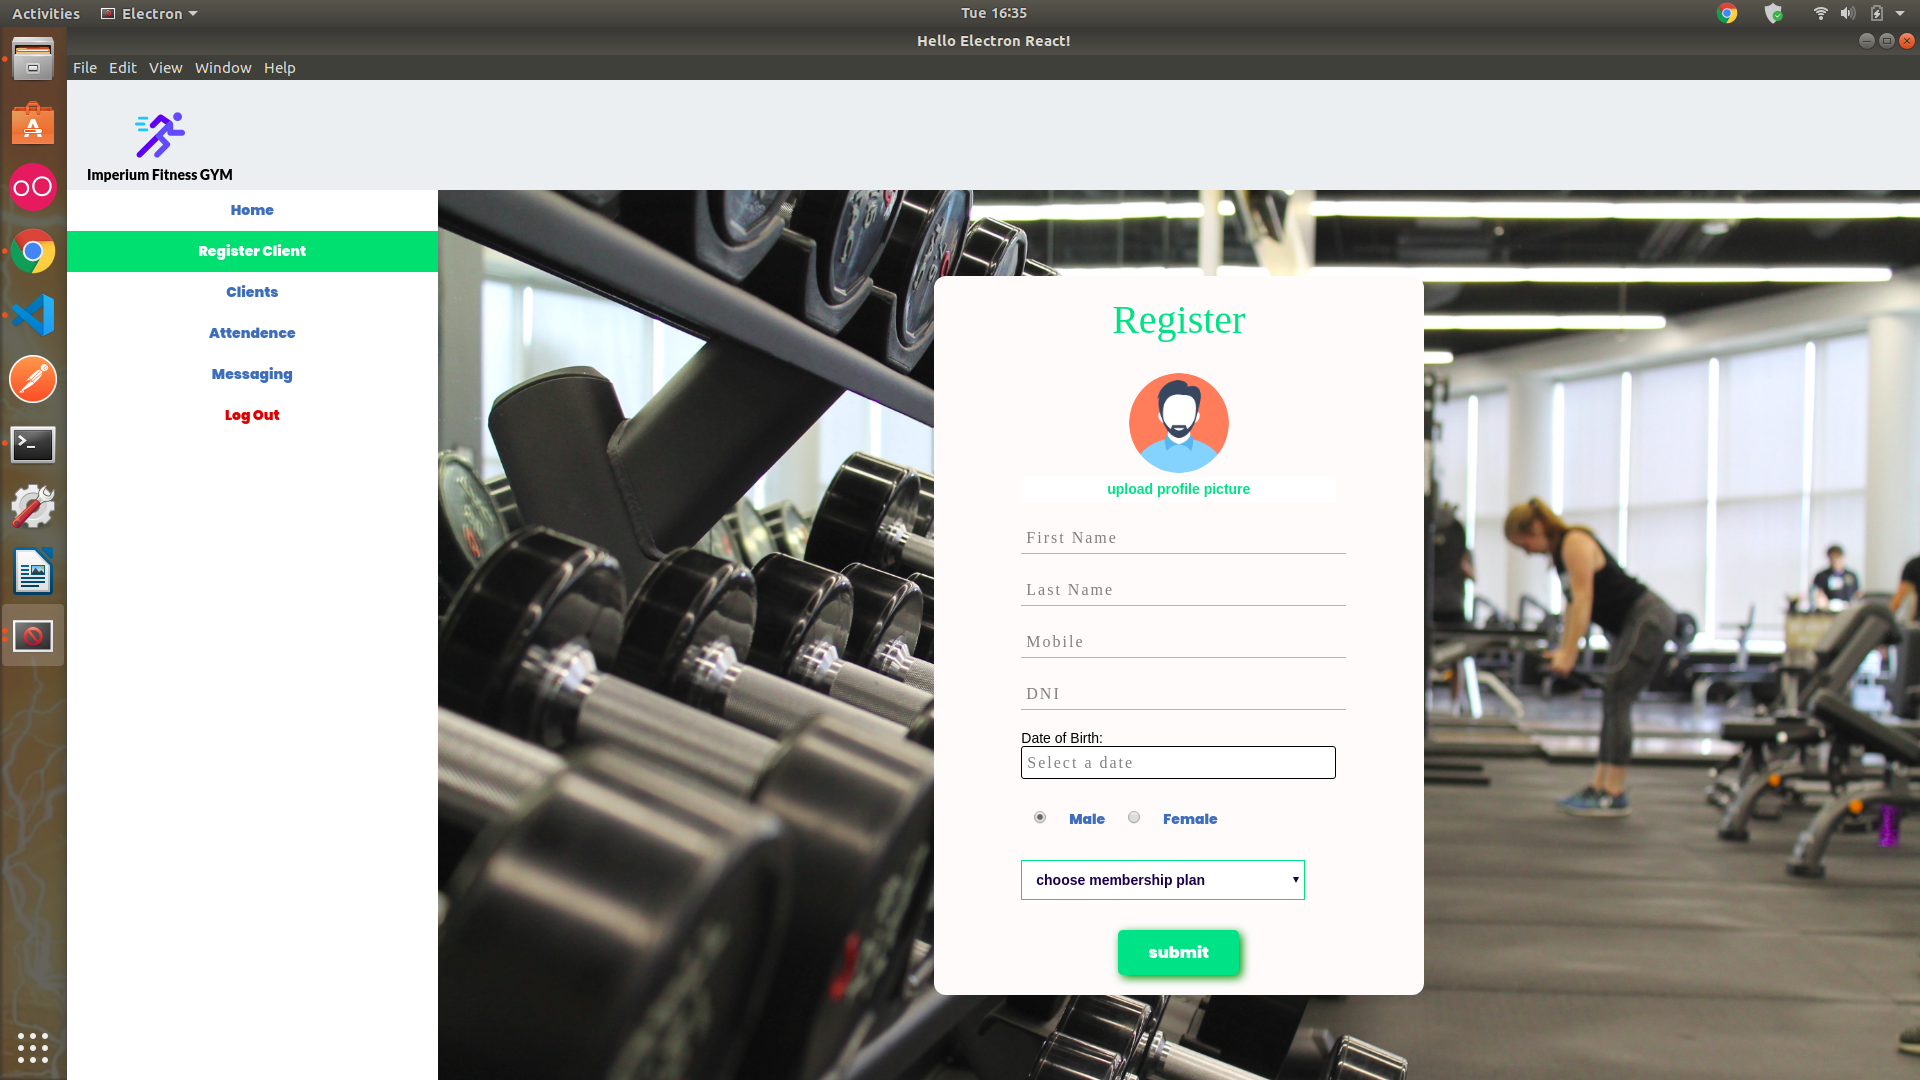 Activities
Electron
Tue 16:35
Hello Electron React!
File Edit View Window Help
Imperium Fitness GYM
Home
Register Client
Clients
Attendence
Messaging
Log Out
Register
upload profile picture
First Name
Last Name
Mobile
DNI
Date of Birth:
Select a date
Male Female
choose membership plan
submit